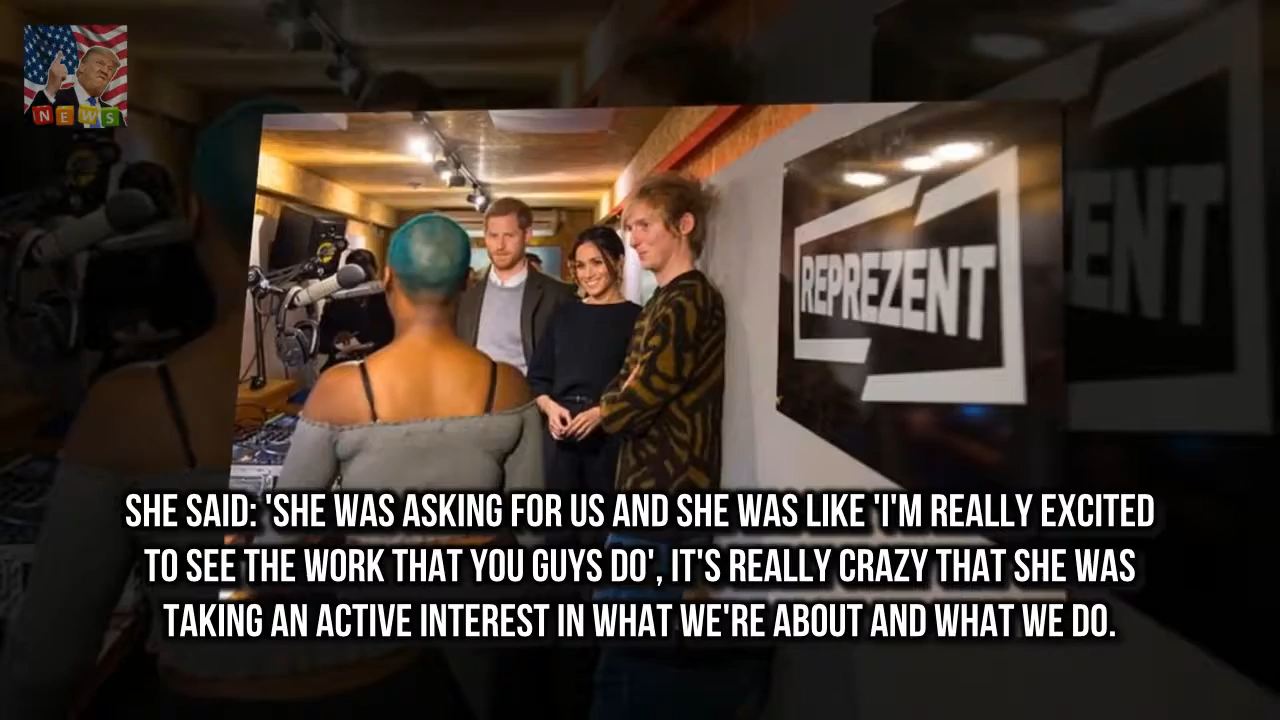 NEWS
REPREZENT
ENT
SHE SAID: 'SHE WAS ASKING FOR US AND SHE WAS LIKE 'I'M REALLY EXCITED
TO SEE THE WORK THAT YOU GUYS DO', IT'S REALLY CRAZY THAT SHE WAS
TAKING AN ACTIVE INTEREST IN WHAT WE'RE ABOUT AND WHAT WE DO.